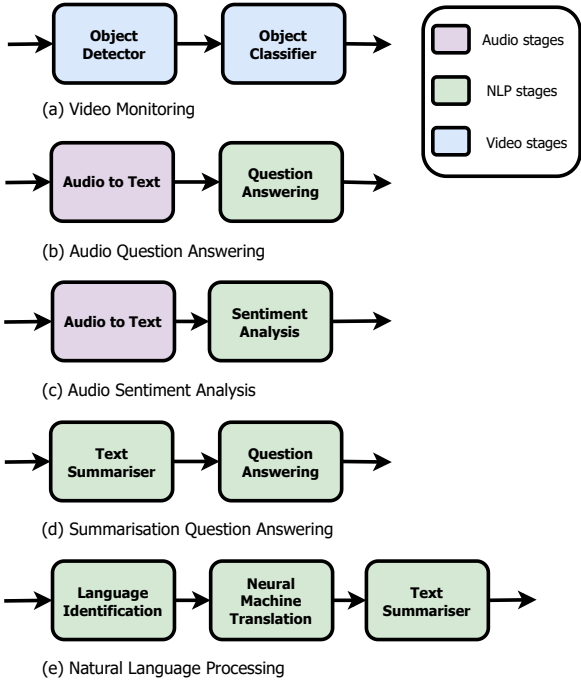 Object
Detector
Object
Classifier
(a) Video Monitoring
Audio stages
NLP stages
Video stages
Audio to Text
Question
Answering
(b) Audio Question Answering
Audio to Text
Sentiment
Analysis
(c) Audio Sentiment Analysis
Text
Summariser
Question
Answering
(d) Summarisation Question Answering
Language
Identification
Neural
Machine
Translation
Text
Summariser
(e) Natural Language Processing